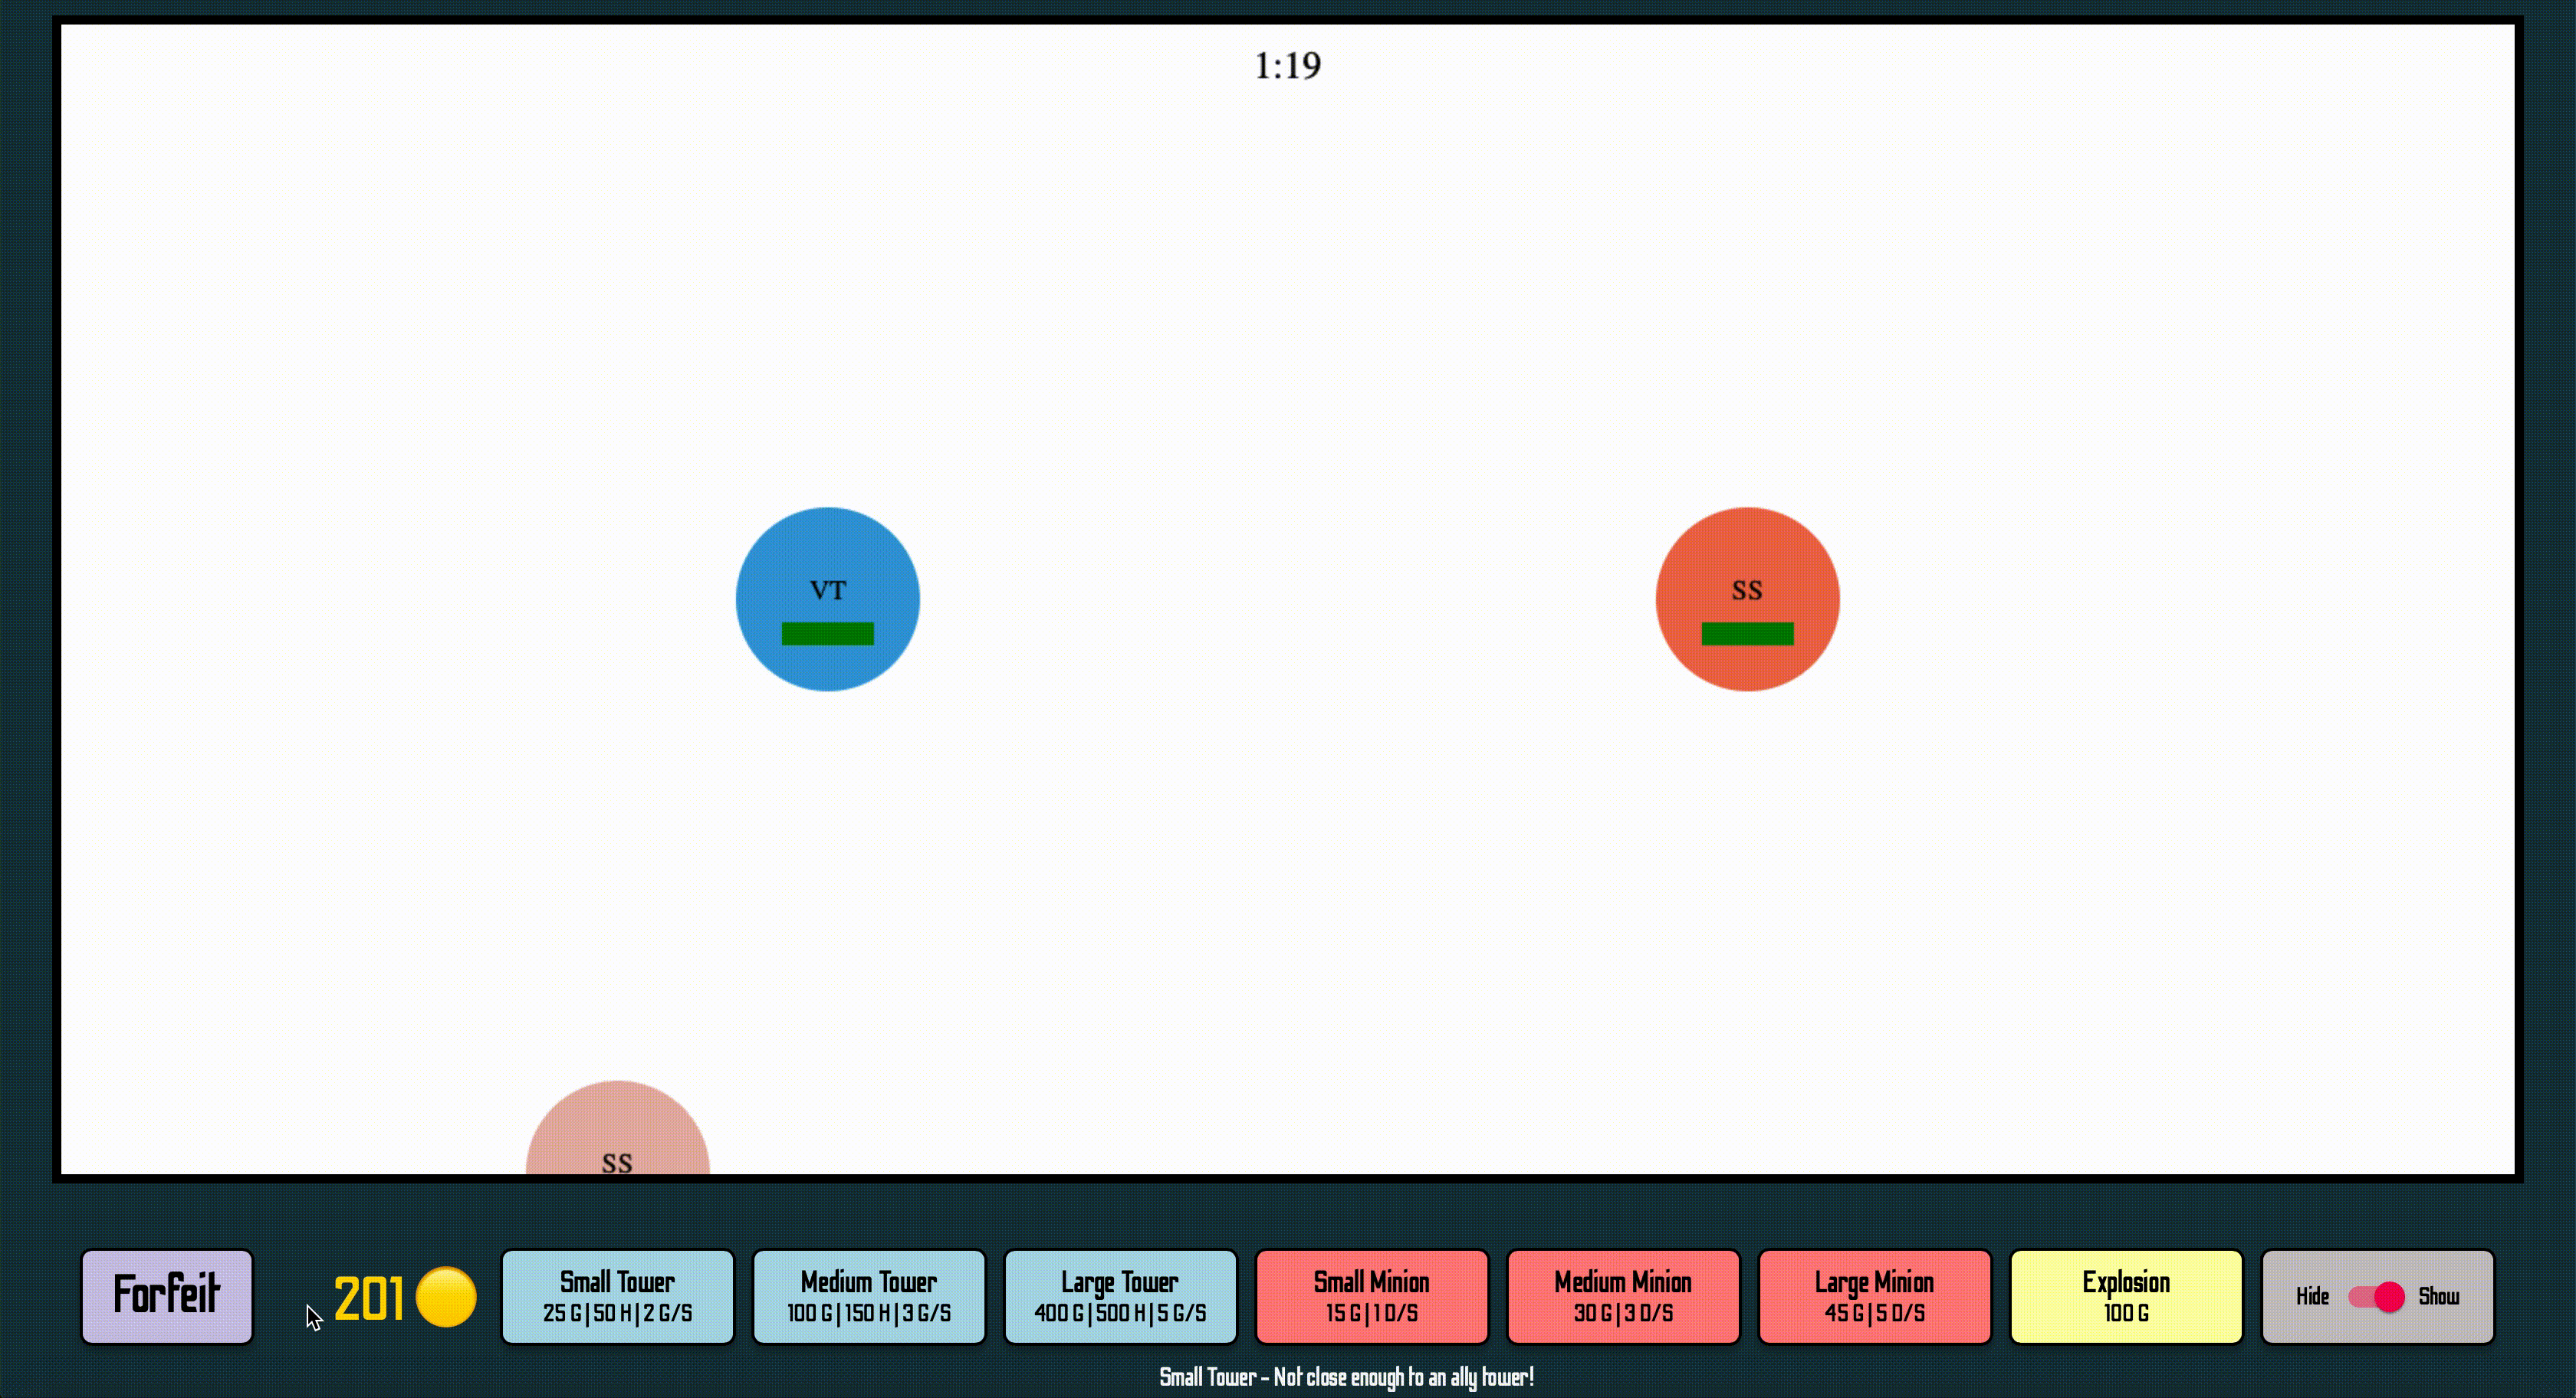 1:19
VT
SS
SS
Forfeit
201
Small Tower
25 G|50 H|2 G/S
Medium Tower
100 G|150 H|3 G/S
Large Tower
400 G|500 H|5 G/S
Small Minion
15 G|1 D/S
Medium Minion
30 G|3 D/S
Large Minion
45 G|5 D/S
Explosion
100 G
Hide Show
Small Tower - Not close enough to an ally tower!